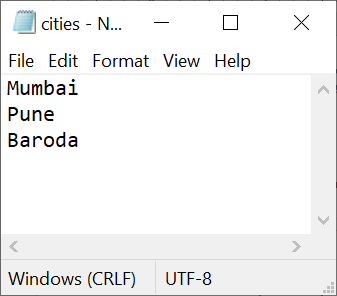 cities - N...
File Edit Format View Help
Mumbai
Pune
Baroda
Windows (CRLF) UTF-8